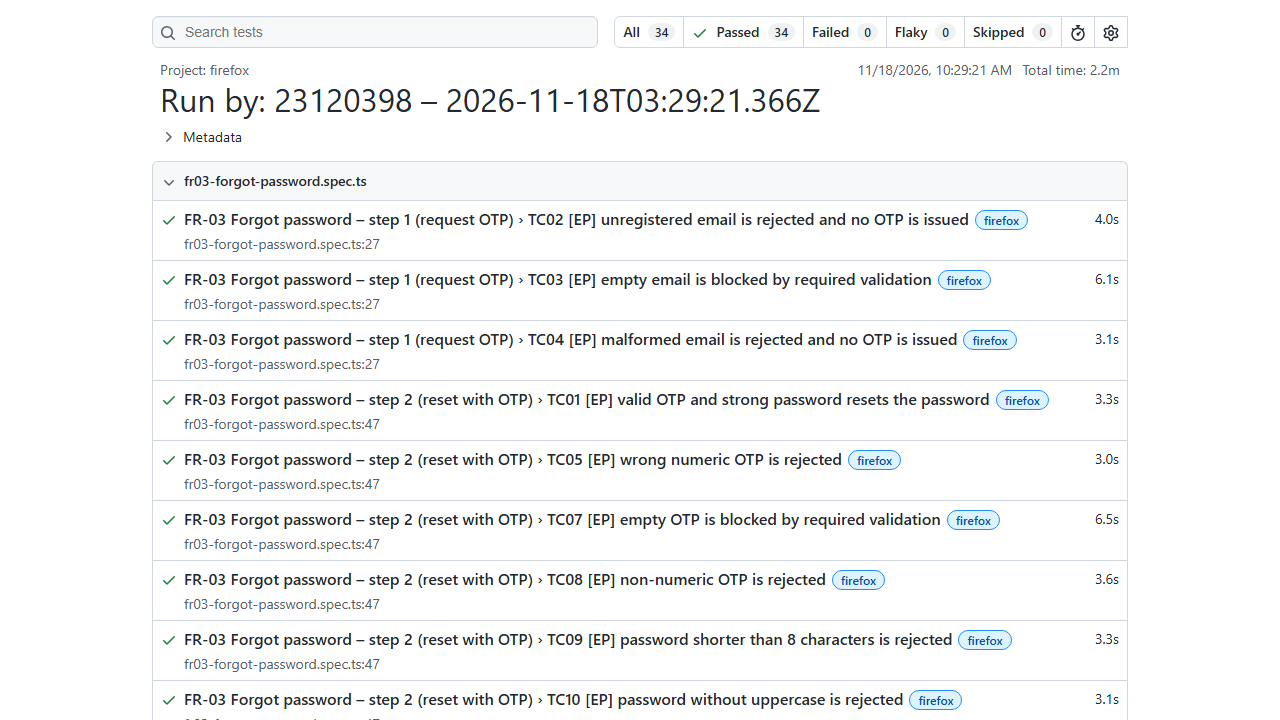 Search tests
All 34
Passed 34
Failed 0
Flaky 0
Skipped 0
Project: firefox
11/18/2026, 10:29:21 AM Total time: 2.2m
Run by: 23120398 – 2026-11-18T03:29:21.366Z
Metadata
fr03-forgot-password.spec.ts
FR-03 Forgot password – step 1 (request OTP) › TC02 [EP] unregistered email is rejected and no OTP is issued firefox 4.0s
fr03-forgot-password.spec.ts:27
FR-03 Forgot password – step 1 (request OTP) › TC03 [EP] empty email is blocked by required validation firefox 6.1s
fr03-forgot-password.spec.ts:27
FR-03 Forgot password – step 1 (request OTP) › TC04 [EP] malformed email is rejected and no OTP is issued firefox 3.1s
fr03-forgot-password.spec.ts:27
FR-03 Forgot password – step 2 (reset with OTP) › TC01 [EP] valid OTP and strong password resets the password firefox 3.3s
fr03-forgot-password.spec.ts:47
FR-03 Forgot password – step 2 (reset with OTP) › TC05 [EP] wrong numeric OTP is rejected firefox 3.0s
fr03-forgot-password.spec.ts:47
FR-03 Forgot password – step 2 (reset with OTP) › TC07 [EP] empty OTP is blocked by required validation firefox 6.5s
fr03-forgot-password.spec.ts:47
FR-03 Forgot password – step 2 (reset with OTP) › TC08 [EP] non-numeric OTP is rejected firefox 3.6s
fr03-forgot-password.spec.ts:47
FR-03 Forgot password – step 2 (reset with OTP) › TC09 [EP] password shorter than 8 characters is rejected firefox 3.3s
fr03-forgot-password.spec.ts:47
FR-03 Forgot password – step 2 (reset with OTP) › TC10 [EP] password without uppercase is rejected firefox 3.1s